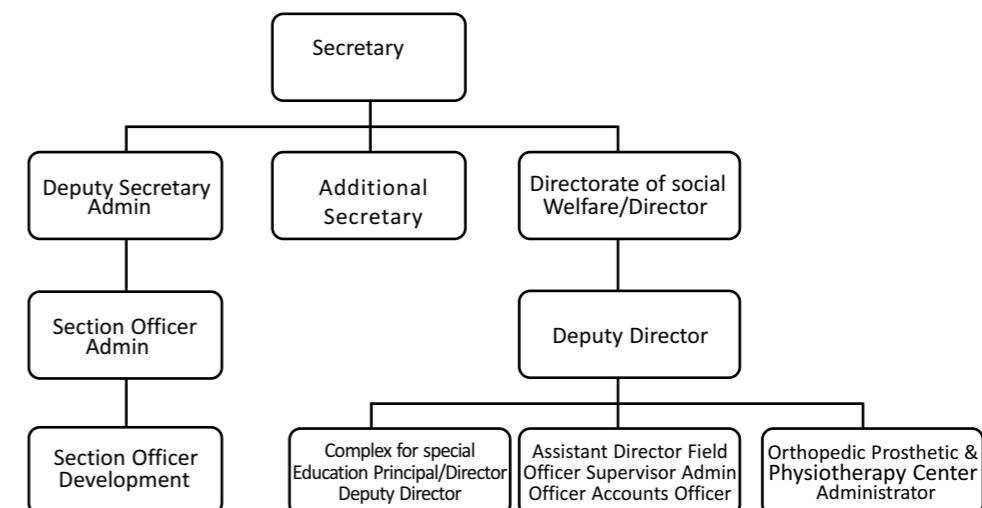 Secretary
Deputy Secretary
Admin
Additional
Secretary
Directorate of social
Welfare/Director
Section Officer
Admin
Deputy Director
Section Officer
Development
Complex for special
Education Principal/Director
Deputy Director
Assistant Director Field
Officer Supervisor Admin
Officer Accounts Officer
Orthopedic Prosthetic &
Physiotherapy Center
Administrator